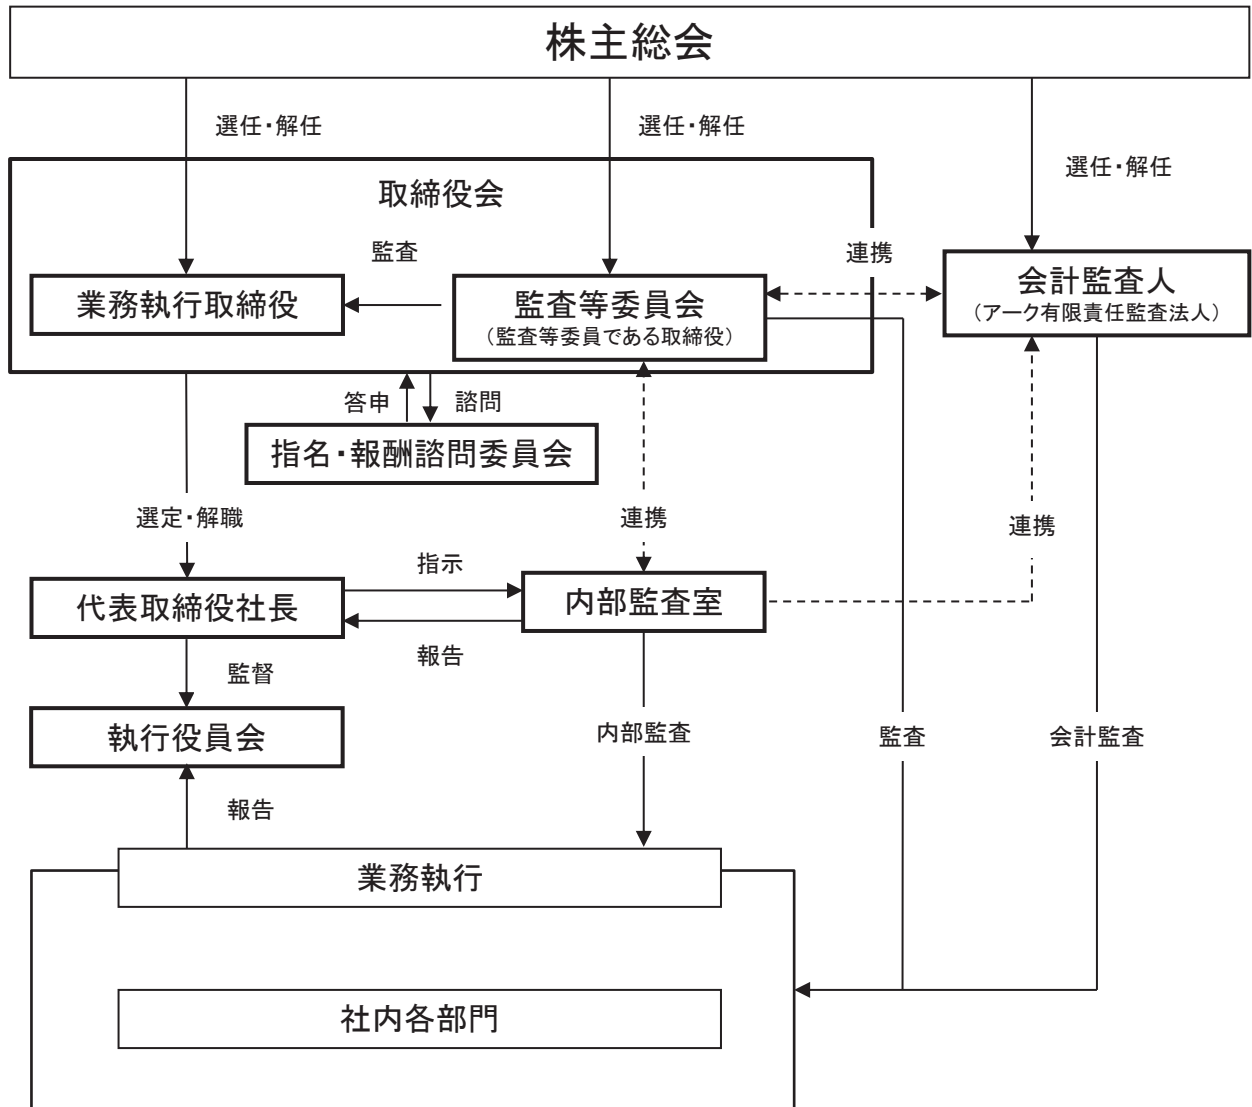 株主総会
選任・解任
選任・解任
選任・解任
取締役会
監査
連携
業務執行取締役
監査等委員会
（監査等委員である取締役）
会計監査人
（アーク有限責任監査法人）
答申
諮問
指名・報酬諮問委員会
選定・解職
連携
連携
指示
代表取締役社長
内部監査室
報告
監督
執行役員会
内部監査
監査
会計監査
報告
業務執行
社内各部門